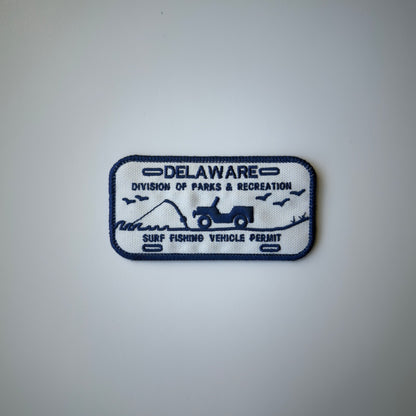 DELAWARE
DIVISION OF PARKS & RECREATION
SURF FISHING VEHICLE PERMIT